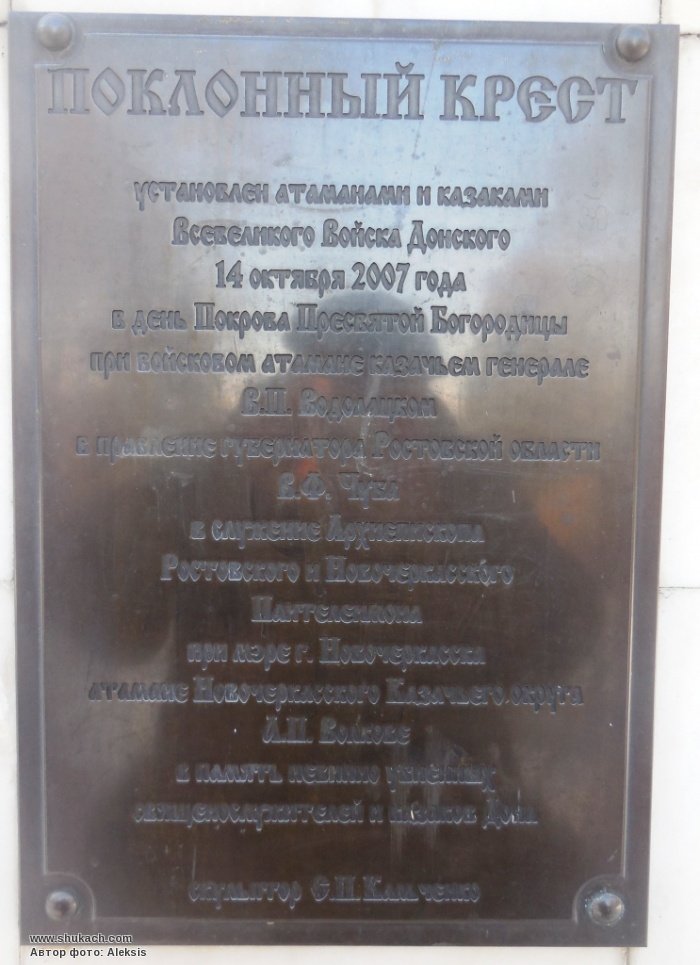 ПОКЛОННЫЙ КРЕСТ
установлен атаманами и казаками
Всевеликого Войска Донского
14 октября 2007 года
в день Покрова Пресвятой Богородицы
при войсковом атамане казачьем генерале
В.П. Водолацком
в правление губернатора Ростовской области
В.Ф. Чуба
в служение Архиепископа
Ростовского и Новочеркасского
Пантелеимона
при мэре г. Новочеркасска
атамане Новочеркасского Казачьего округа
А.П. Волкове
в память невинно убиенных
священослужителей и казаков Дона
скульптор С.П. Кальченко
www.shukach.com
Автор фото: Aleksis